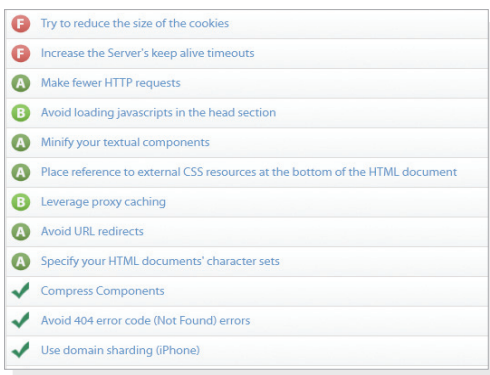 F Try to reduce the size of the cookies
F Increase the Server's keep alive timeouts
A Make fewer HTTP requests
B Avoid loading javascripts in the head section
A Minify your textual components
A Place reference to external CSS resources at the bottom of the HTML document
B Leverage proxy caching
A Avoid URL redirects
A Specify your HTML documents' character sets
Compress Components
Avoid 404 error code (Not Found) errors
Use domain sharding (iPhone)